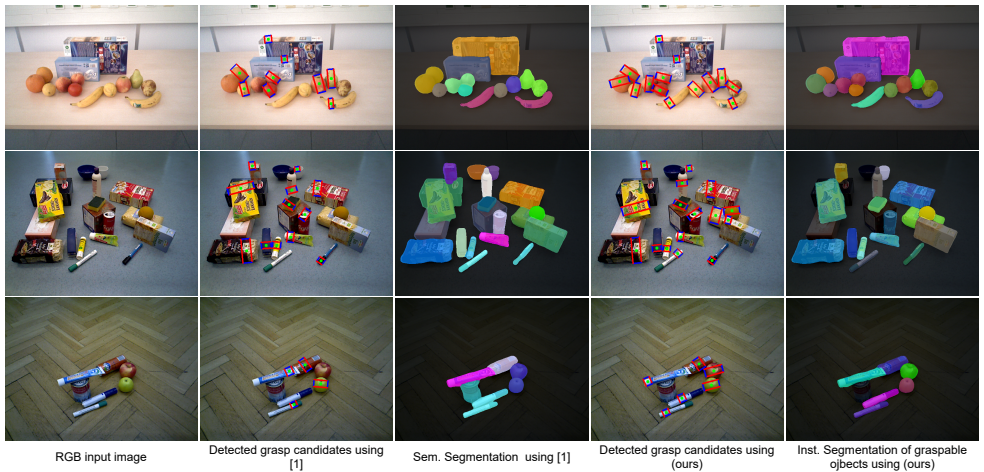 RGB input image
Detected grasp candidates using
[1]
Sem. Segmentation using [1]
Detected grasp candidates using
(ours)
Inst. Segmentation of graspable
ojbects using (ours)